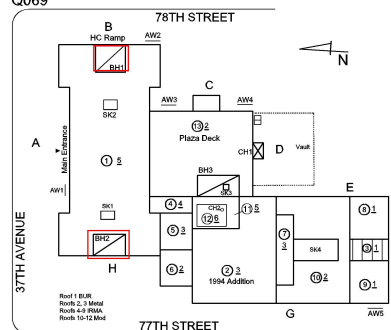 Q069
78TH STREET
B
HC Ramp
AW2
BH1
N
C
AW3
AW4
SK2
13 2
Plaza Deck
A
Main Entrance
1 5
CH1
D
Vault
BH3
SK3
AW1
E
SK1
4 4
CH2
11 5
12 6
8 1
BH2
5 3
7
3
SK4
3 1
37TH AVENUE
H
6 2
2 3
1994 Addition
10 2
9 1
Roof 1 BUR
Roofs 2, 3 Metal
Roofs 4-9 IRMA
Roofs 10-12 Mod
G
AW5
77TH STREET